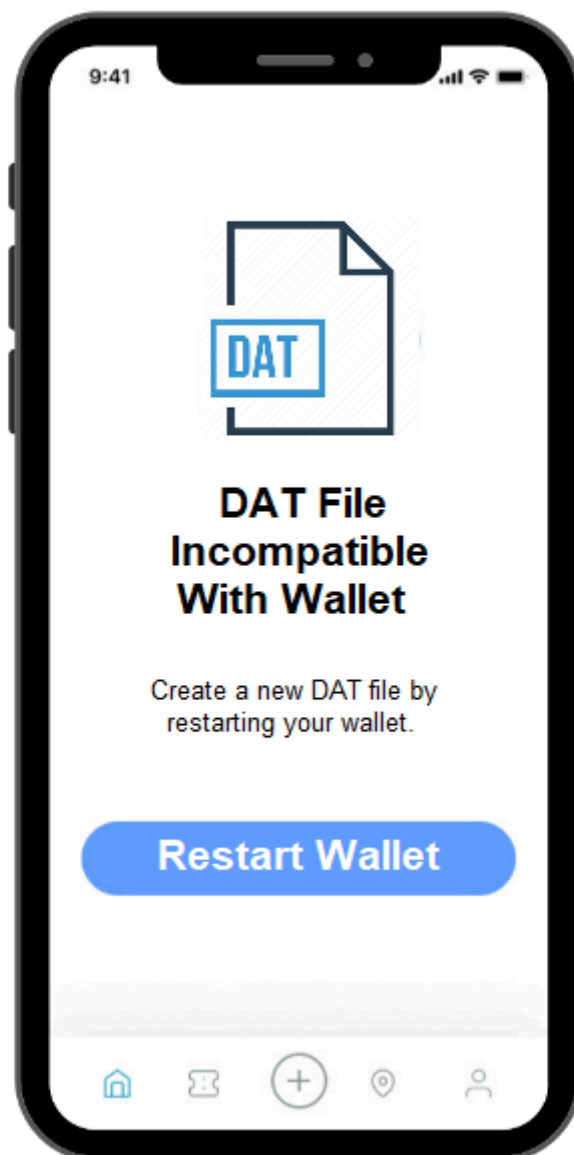 9:41
DAT
DAT File
Incompatible
With Wallet
Create a new DAT file by
restarting your wallet.
Restart Wallet